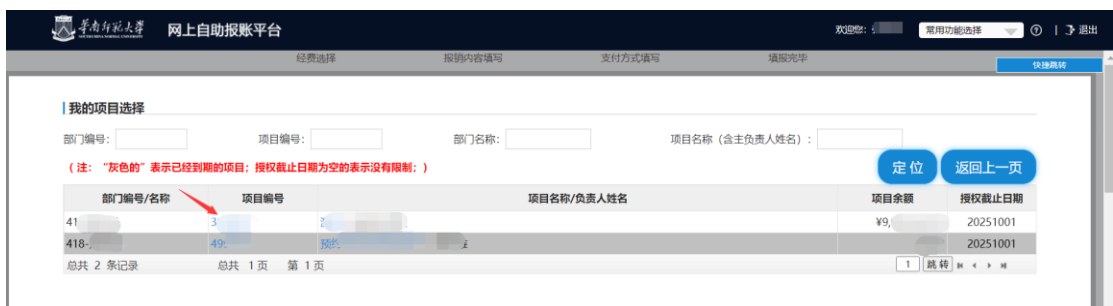 华南师范大学 网上自助报账平台 欢迎您: 常用功能选择 退出
经费选择 报销内容填写 支付方式填写 填报完毕
快捷跳转
我的项目选择
部门编号: 项目编号: 部门名称: 项目名称（含主负责人姓名）:
(注: “灰色的”表示已经到期的项目; 授权截止日期为空的表示没有限制; )
定位 返回上一页
部门编号/名称 项目编号 项目名称/负责人姓名 项目余额 授权截止日期
41 3 ¥9, 20251001
418- 49 20251001
总共 2 条记录 总共 1 页 第 1 页 1 跳转